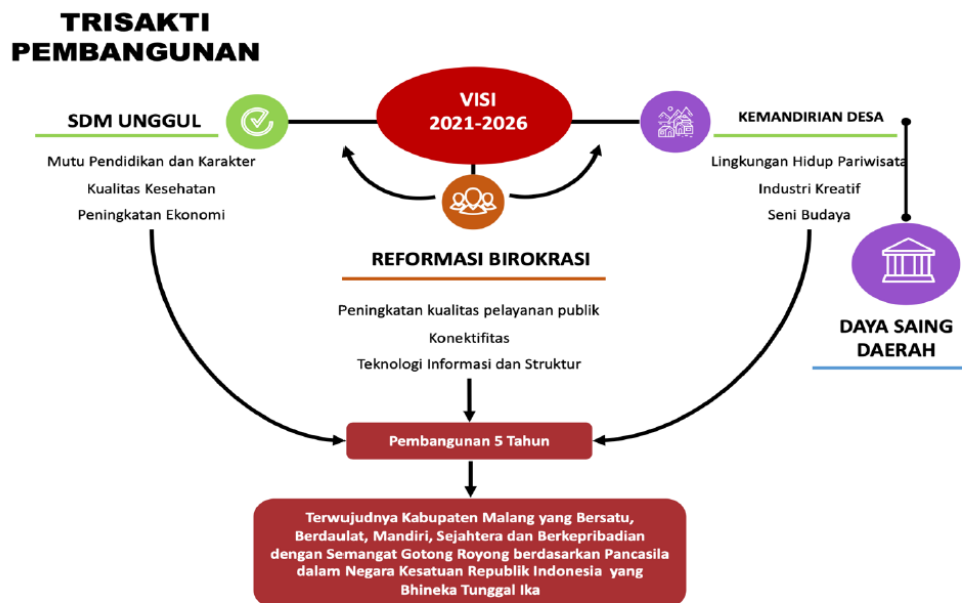 TRISAKTI
PEMBANGUNAN
VISI
2021-2026
SDM UNGGUL
Mutu Pendidikan dan Karakter
Kualitas Kesehatan
Peningkatan Ekonomi
REFORMASI BIROKRASI
Peningkatan kualitas pelayanan publik
Konektifitas
Teknologi Informasi dan Struktur
KEMANDIRIAN DESA
Lingkungan Hidup Pariwisata
Industri Kreatif
Seni Budaya
DAYA SAING
DAERAH
Pembangunan 5 Tahun
Terwujudnya Kabupaten Malang yang Bersatu,
Berdaulat, Mandiri, Sejahtera dan Berkepribadian
dengan Semangat Gotong Royong berdasarkan Pancasila
dalam Negara Kesatuan Republik Indonesia yang
Bhineka Tunggal Ika